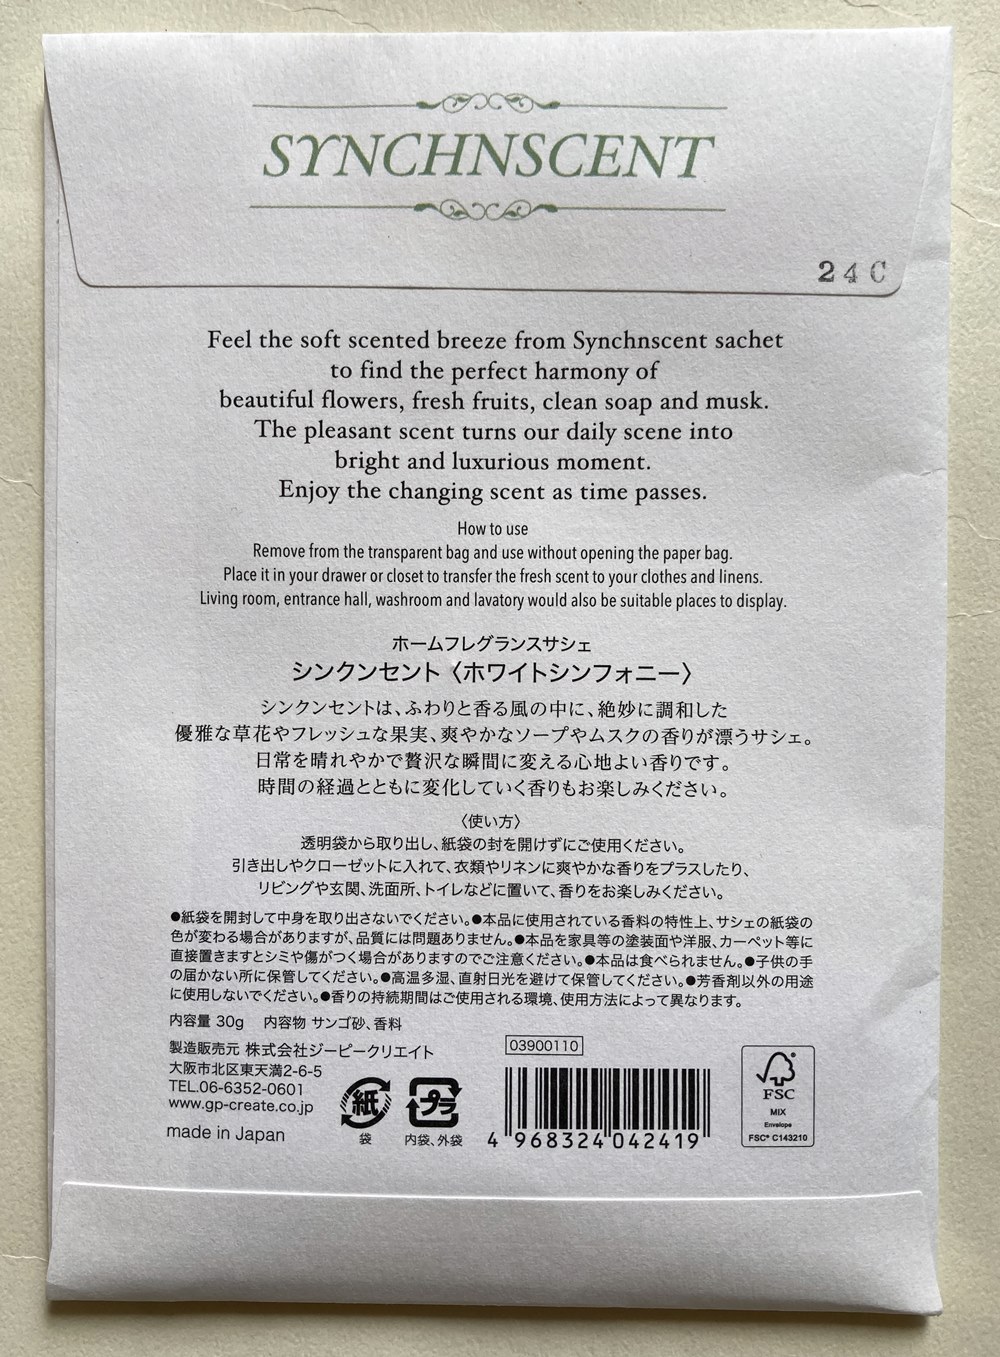 SYNCHNSCENT
24C
Feel the soft scented breeze from Synchnscent sachet
to find the perfect harmony of
beautiful flowers, fresh fruits, clean soap and musk.
The pleasant scent turns our daily scene into
bright and luxurious moment.
Enjoy the changing scent as time passes.
How to use
Remove from the transparent bag and use without opening the paper bag.
Place it in your drawer or closet to transfer the fresh scent to your clothes and linens.
Living room, entrance hall, washroom and lavatory would also be suitable places to display.
ホームフレグランスサシェ
シンクンセント〈ホワイトシンフォニー〉
シンクンセントは、ふわりと香る風の中に、絶妙に調和した
優雅な草花やフレッシュな果実、爽やかなソープやムスクの香りが漂うサシェ。
日常を晴れやかで贅沢な瞬間に変える心地よい香りです。
時間の経過とともに変化していく香りもお楽しみください。
〈使い方〉
透明袋から取り出し、紙袋の封を開けずにご使用ください。
引き出しやクローゼットに入れて、衣類やリネンに爽やかな香りをプラスしたり、
リビングや玄関、洗面所、トイレなどに置いて、香りをお楽しみください。
●紙袋を開封して中身を取り出さないでください。●本品に使用されている香料の特性上、サシェの紙袋の
色が変わる場合がありますが、品質には問題ありません。●本品を家具等の塗装面や洋服、カーペット等に
直接置きますとシミや傷がつく場合がありますのでご注意ください。●本品は食べられません。●子供の手
の届かない所に保管してください。●高温多湿、直射日光を避けて保管してください。●芳香剤以外の用途
に使用しないでください。●香りの持続期間はご使用される環境、使用方法によって異なります。
内容量 30g 内容物 サンゴ砂、香料
製造販売元 株式会社ジーピークリエイト
大阪市北区東天満2-6-5
TEL.06-6352-0601
www.gp-create.co.jp
made in Japan
紙
袋
プラ
内袋、外袋
03900110
4 968324 042419
FSC
MIX
Envelope
FSC® C143210